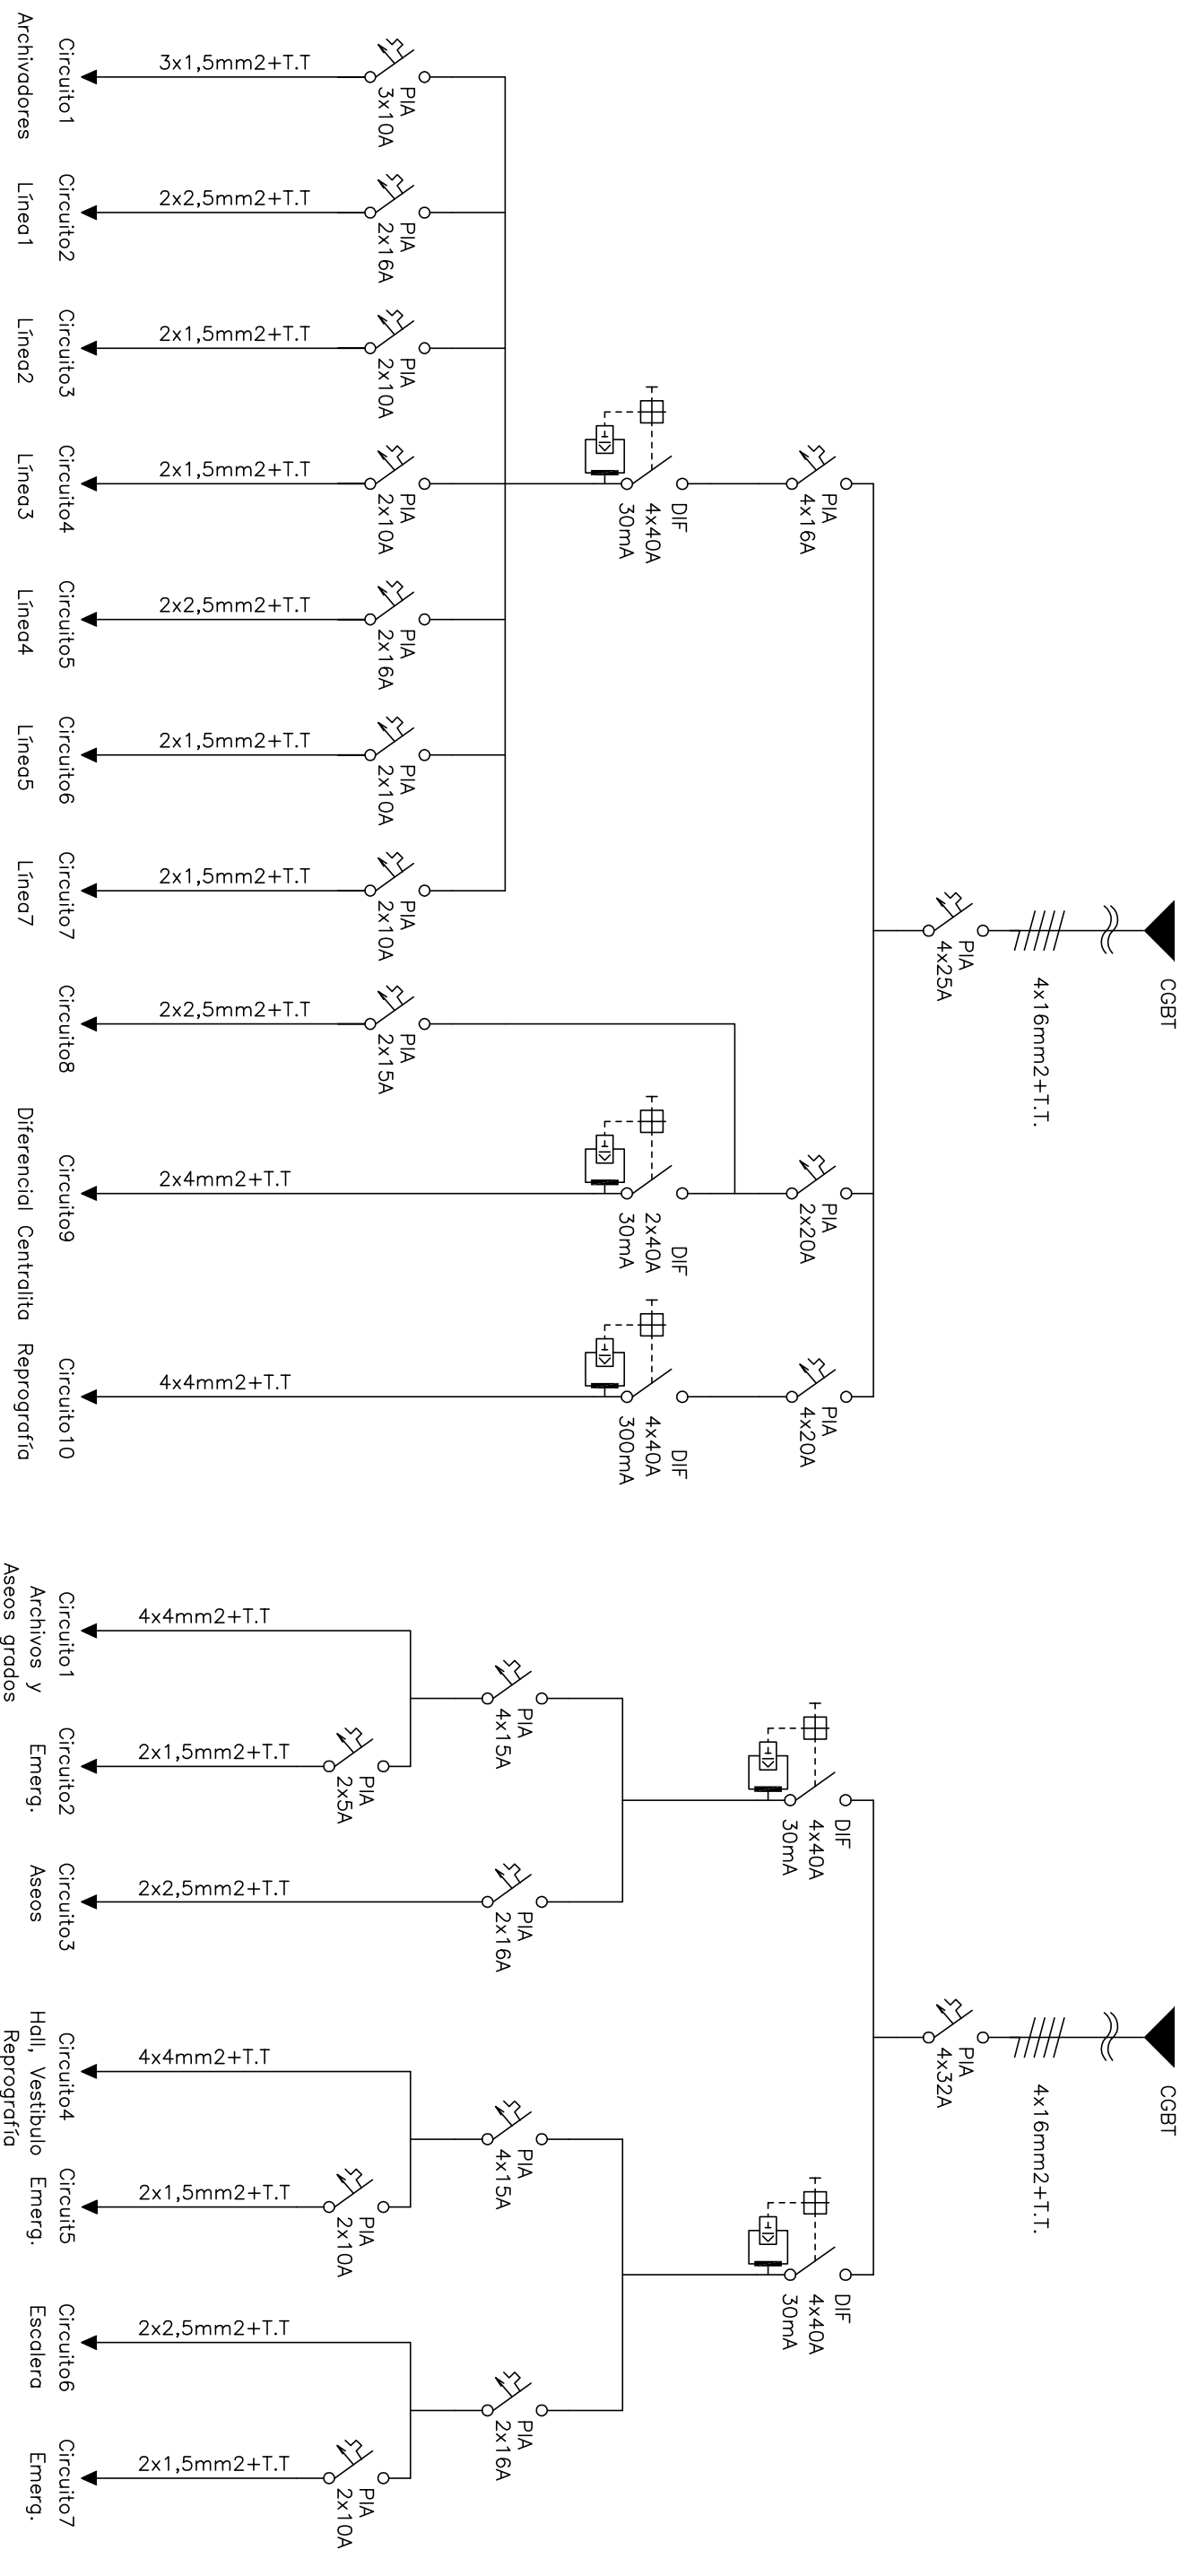 CGBT
4x16mm2+T.T.
PIA
4x25A
PIA
4x16A
DIF
4x40A
30mA
PIA
2x20A
DIF
2x40A
30mA
PIA
4x20A
DIF
4x40A
300mA
PIA
3x10A
3x1,5mm2+T.T
Circuito1
Archivadores
PIA
2x16A
2x2,5mm2+T.T
Circuito2
Línea1
PIA
2x10A
2x1,5mm2+T.T
Circuito3
Línea2
PIA
2x10A
2x1,5mm2+T.T
Circuito4
Línea3
PIA
2x16A
2x2,5mm2+T.T
Circuito5
Línea4
PIA
2x10A
2x1,5mm2+T.T
Circuito6
Línea5
PIA
2x10A
2x1,5mm2+T.T
Circuito7
Línea7
PIA
2x15A
2x2,5mm2+T.T
Circuito8
2x4mm2+T.T
Circuito9
Diferencial Centralita
4x4mm2+T.T
Circuito10
Reprografía
CGBT
4x16mm2+T.T.
PIA
4x32A
DIF
4x40A
30mA
DIF
4x40A
30mA
PIA
4x15A
4x4mm2+T.T
Circuito1
Archivos y
Aseos grados
PIA
2x5A
2x1,5mm2+T.T
Circuito2
Emerg.
PIA
2x16A
2x2,5mm2+T.T
Circuito3
Aseos
PIA
4x15A
4x4mm2+T.T
Circuito4
Hall, Vestibulo
Reprografía
PIA
2x10A
2x1,5mm2+T.T
Circuit5
Emerg.
PIA
2x16A
2x2,5mm2+T.T
Circuito6
Escalera
PIA
2x10A
2x1,5mm2+T.T
Circuito7
Emerg.